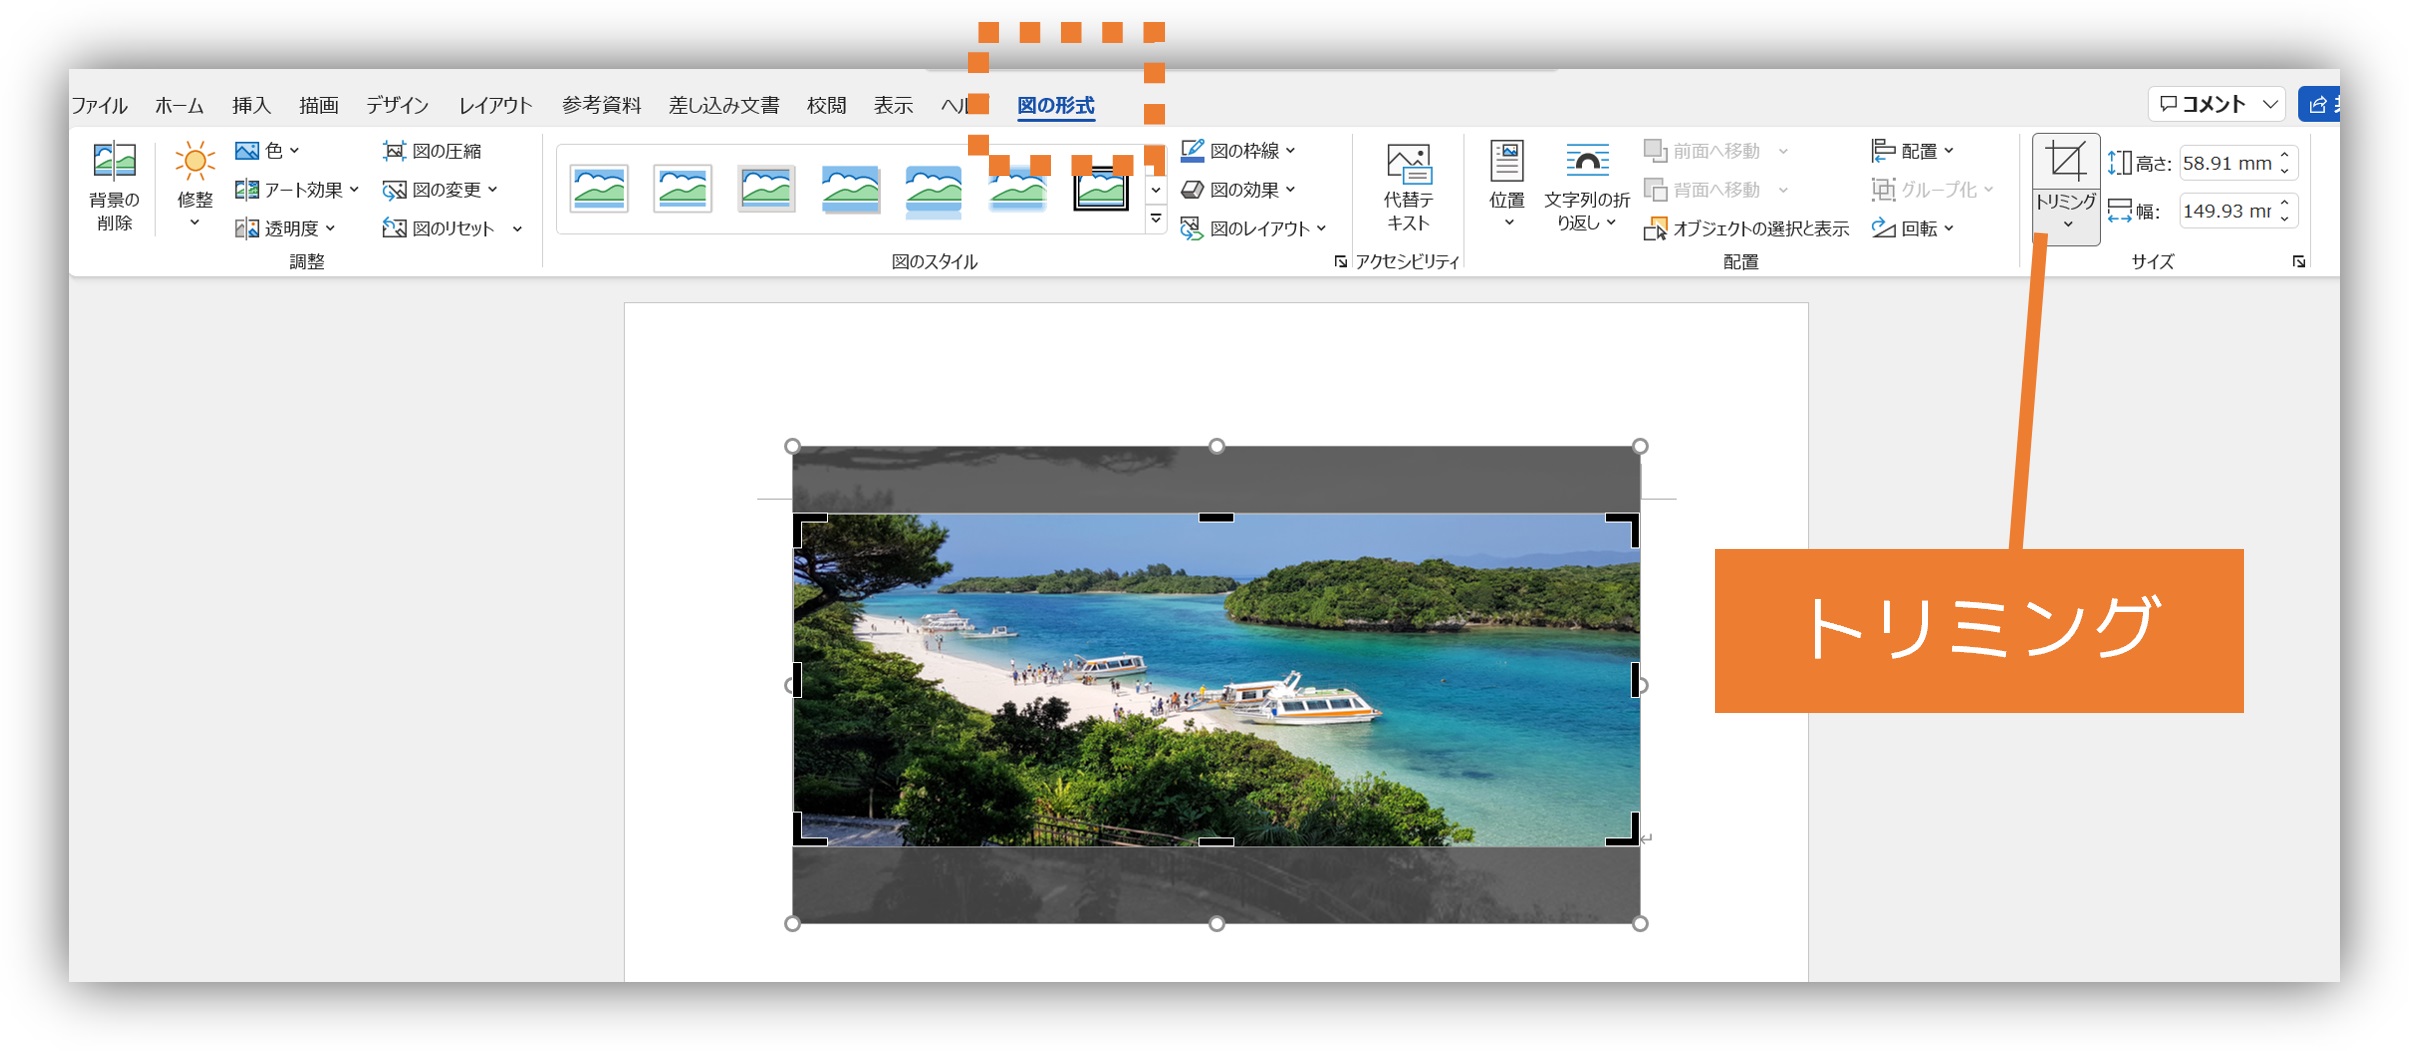 ファイル ホーム 挿入 描画 デザイン レイアウト 参考資料 差し込み文書 校閲 表示 図の形式 コメント
背景の
削除
修整
色
アート効果
透明度
図の圧縮
図の変更
図のリセット
調整
図のスタイル
図の枠線
図の効果
図のレイアウト
代替テ
キスト
アクセシビリティ
位置
文字列の折
り返し
前面へ移動
背面へ移動
オブジェクトの選択と表示
配置
グループ化
回転
配置
トリミング
高さ: 58.91 mm
幅: 149.93 mr
サイズ
トリミング